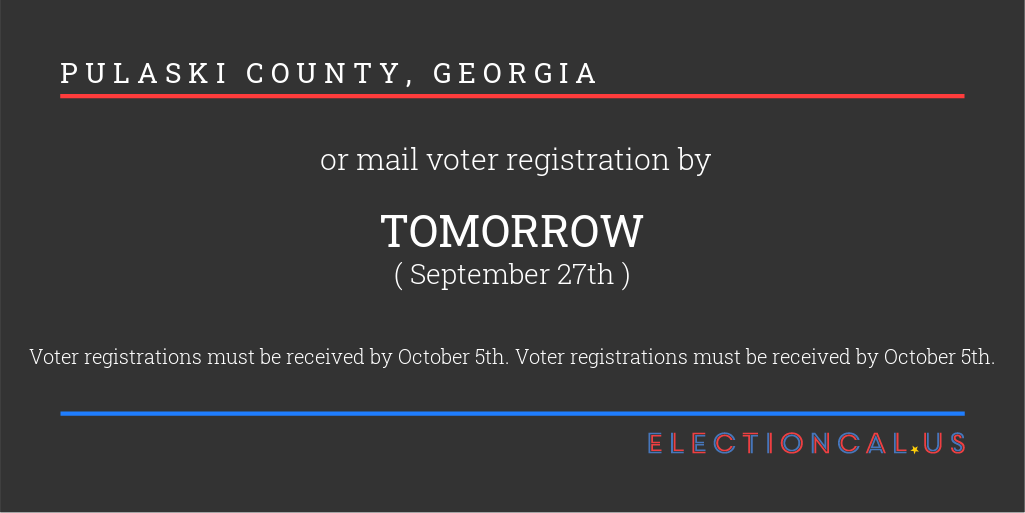 PULASKI COUNTY, GEORGIA
or mail voter registration by
TOMORROW
( September 27th )
Voter registrations must be received by October 5th. Voter registrations must be received by October 5th.
ELECTIONCAL.US